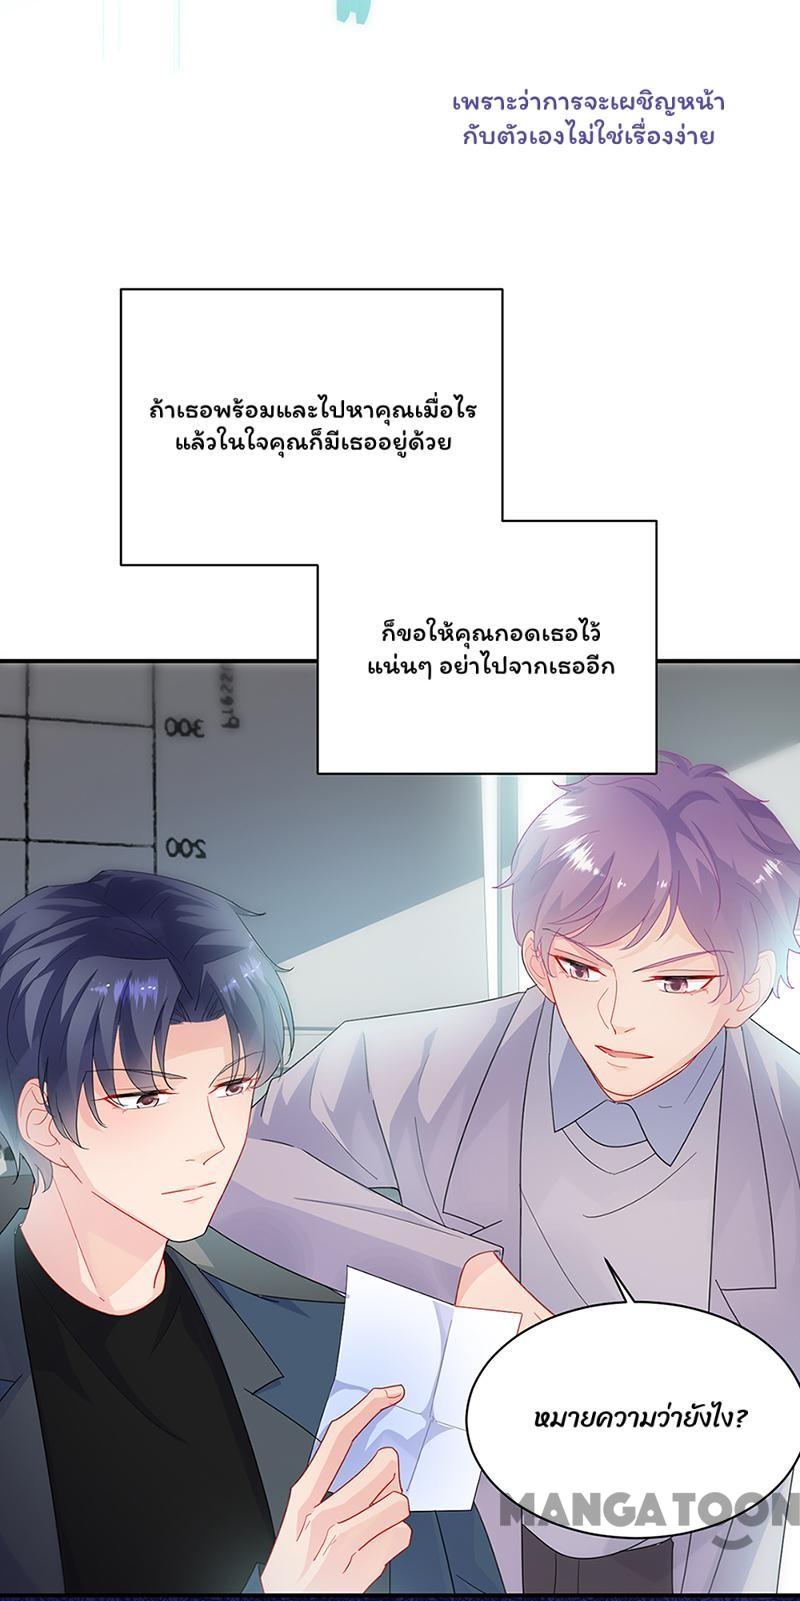 เพราะว่าการจะเผชิญหน้า
กับตัวเองไม่ใช่เรื่องง่าย
ถ้าเธอพร้อมและไปหาคุณเมื่อไร
แล้วในใจคุณก็มีเธออยู่ด้วย
ก็ขอให้คุณกอดเธอไว้
แน่นๆ อย่าไปจากเธออีก
300
200
หมายความว่ายังไง?
MANGATOON